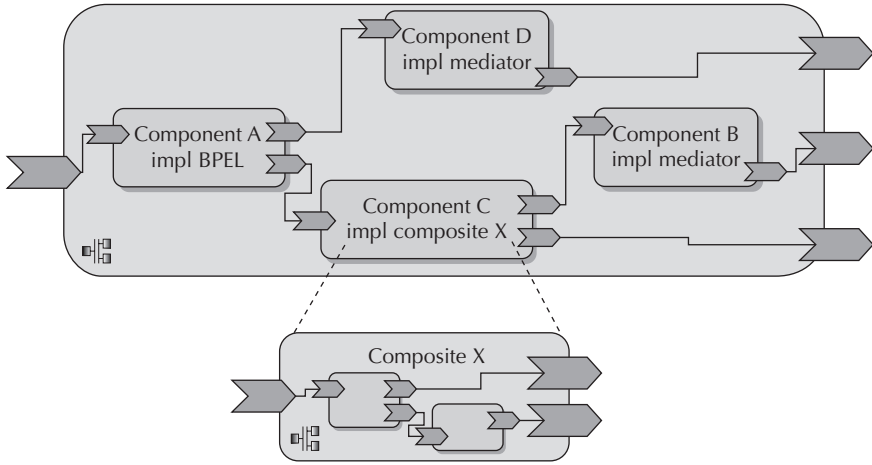 Component D
impl mediator
Component A
impl BPEL
Component B
impl mediator
Component C
impl composite X
Composite X